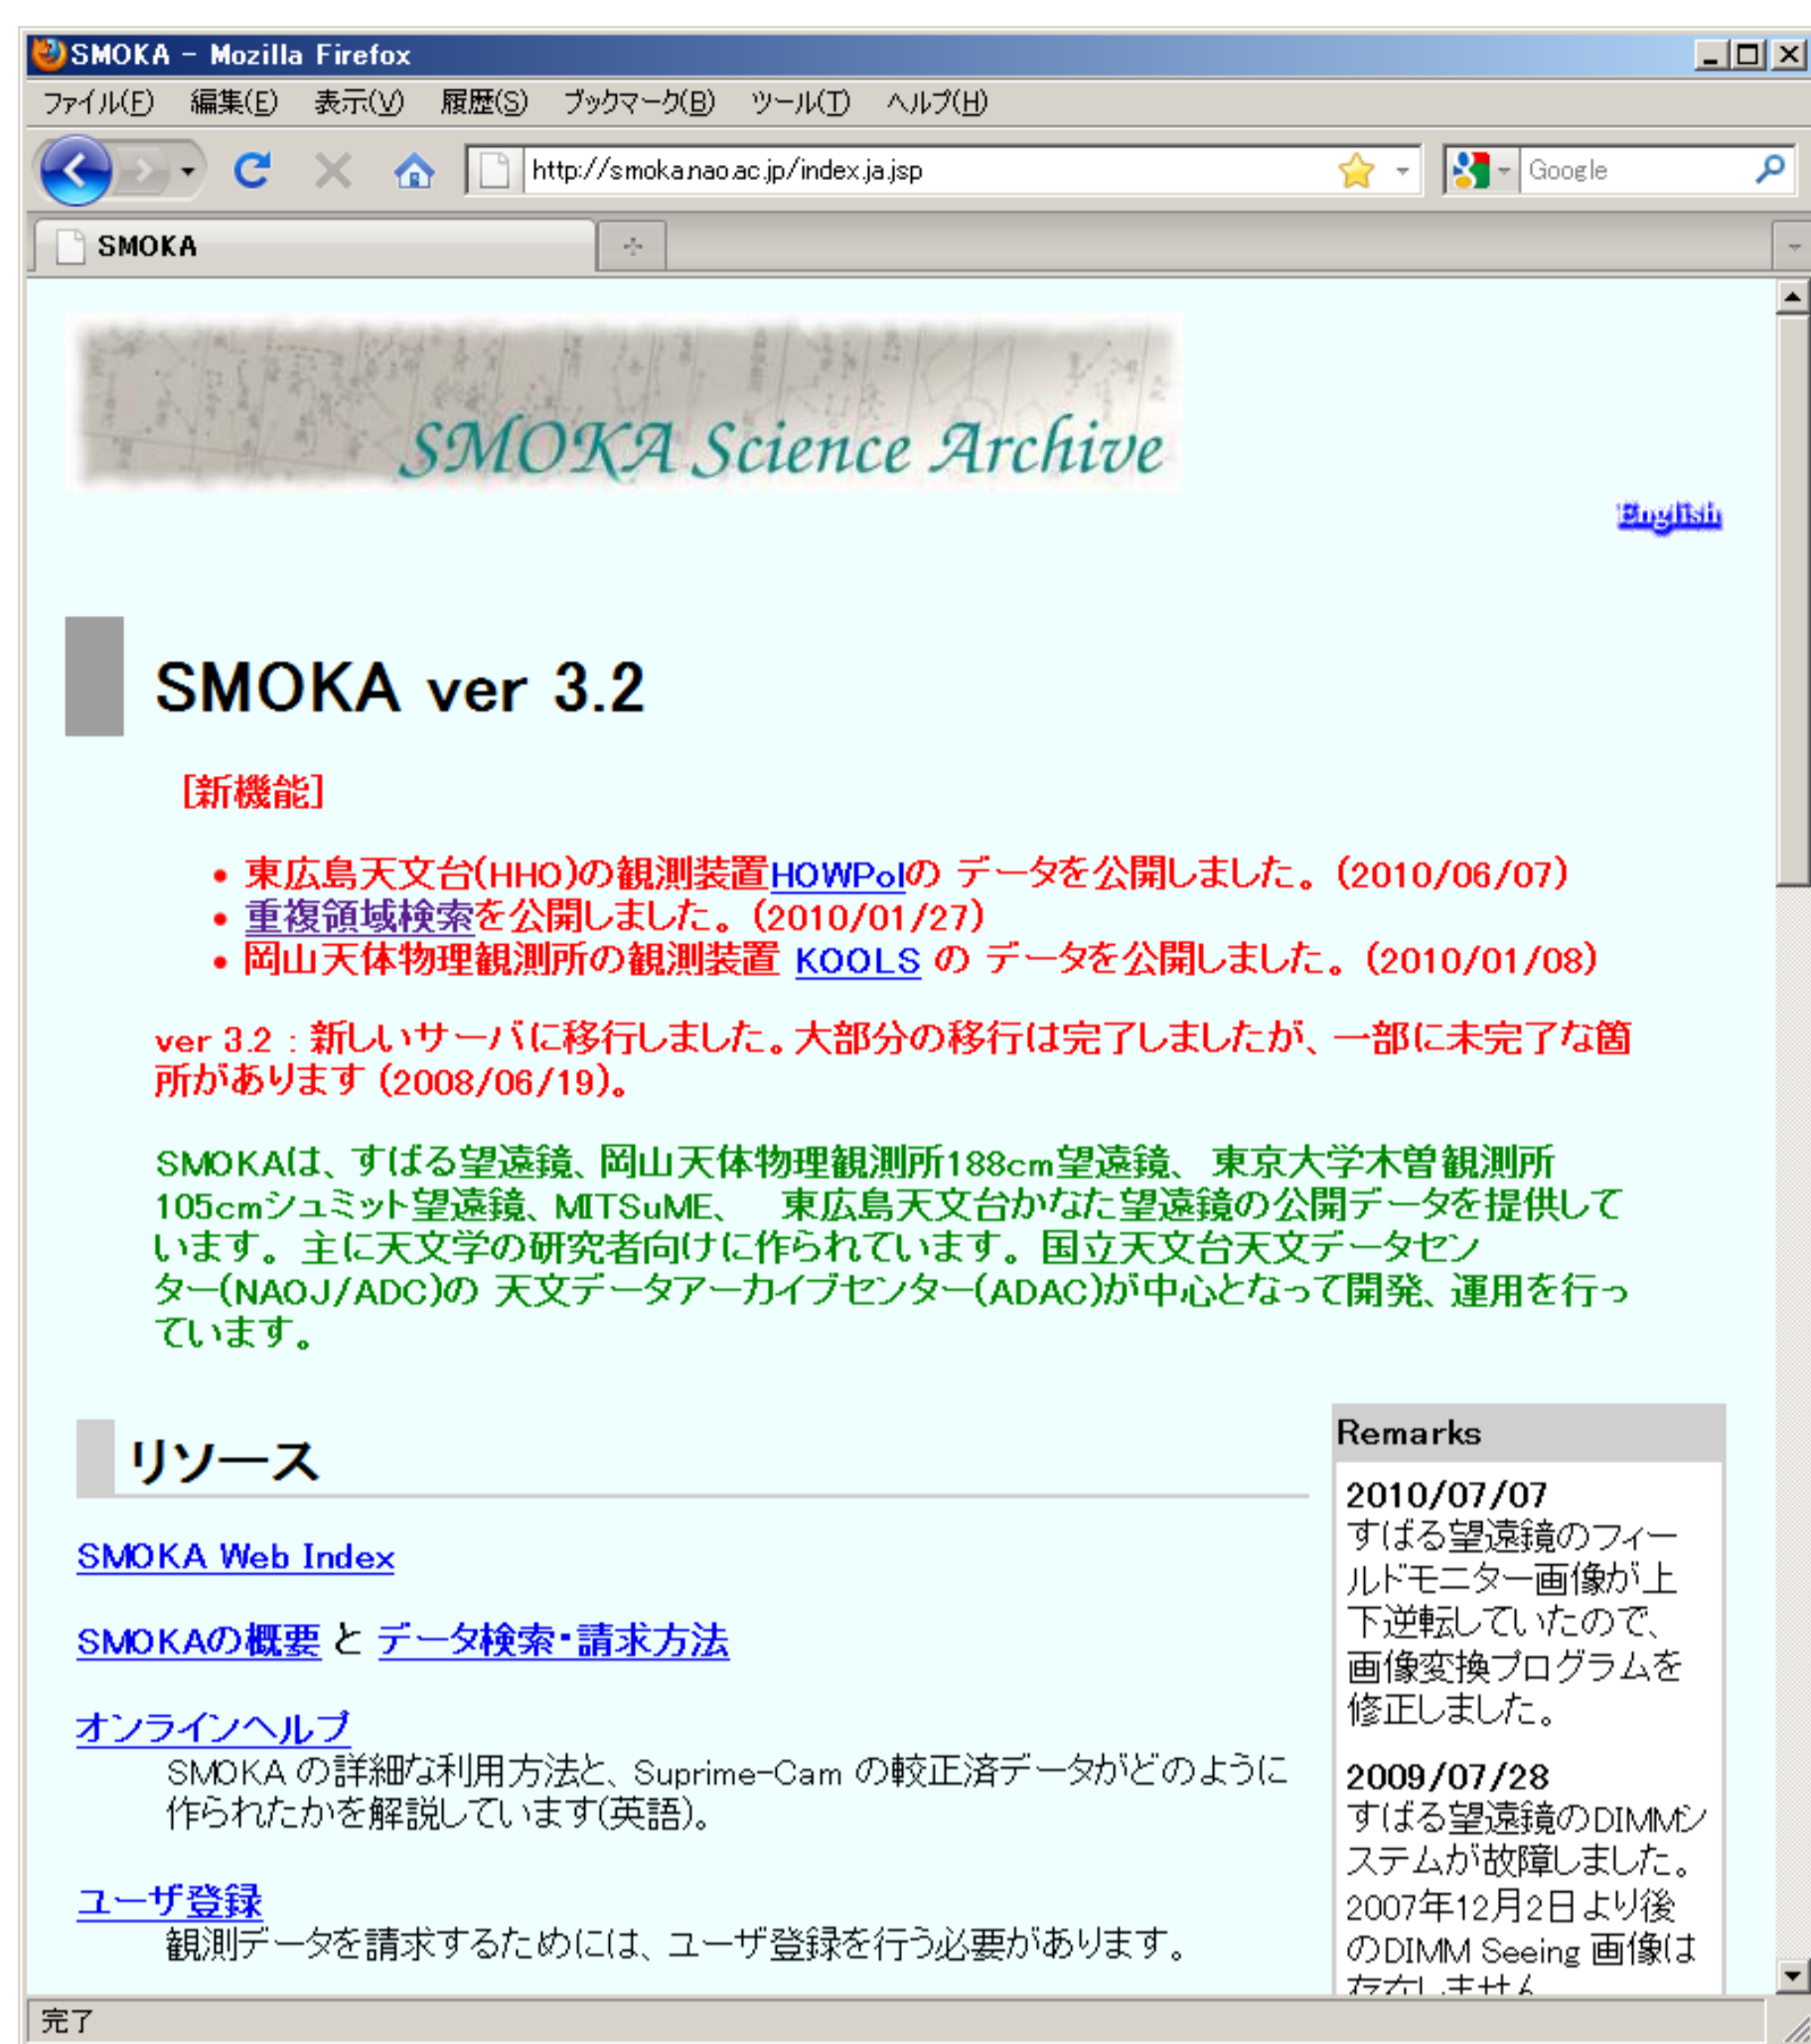 SMOKA - Mozilla Firefox
ファイル(F) 編集(E) 表示(V) 履歴(S) ブックマーク(B) ツール(T) ヘルプ(H)
http://smoka.nao.ac.jp/index.ja.jsp
Google
SMOKA
SMOKA Science Archive
English
SMOKA ver 3.2
[新機能]
• 東広島天文台(HHO)の観測装置HOWPolの データを公開しました。(2010/06/07)
• 重複領域検索を公開しました。(2010/01/27)
• 岡山天体物理観測所の観測装置 KOOLS の データを公開しました。(2010/01/08)
ver 3.2 : 新しいサーバに移行しました。大部分の移行は完了しましたが、一部に未完了な箇
所があります (2008/06/19)。
SMOKAは、すばる望遠鏡、岡山天体物理観測所188cm望遠鏡、 東京大学木曽観測所
105cmシュミット望遠鏡、MITSuME、 東広島天文台かなた望遠鏡の公開データを提供して
います。主に天文学の研究者向けに作られています。国立天文台天文データセン
ター(NAOJ/ADC)の 天文データアーカイブセンター(ADAC)が中心となって開発、運用を行っ
ています。
リソース
SMOKA Web Index
SMOKAの概要 と データ検索・請求方法
オンラインヘルプ
SMOKA の詳細な利用方法と、Suprime-Cam の較正済データがどのように
作られたかを解説しています(英語)。
ユーザ登録
観測データを請求するためには、ユーザ登録を行う必要があります。
Remarks
2010/07/07
すばる望遠鏡のフィー
ルドモニター画像が上
下逆転していたので、
画像変換プログラムを
修正しました。
2009/07/28
すばる望遠鏡のDIMMシ
ステムが故障しました。
2007年12月2日より後
のDIMM Seeing 画像は
存在しません
完了